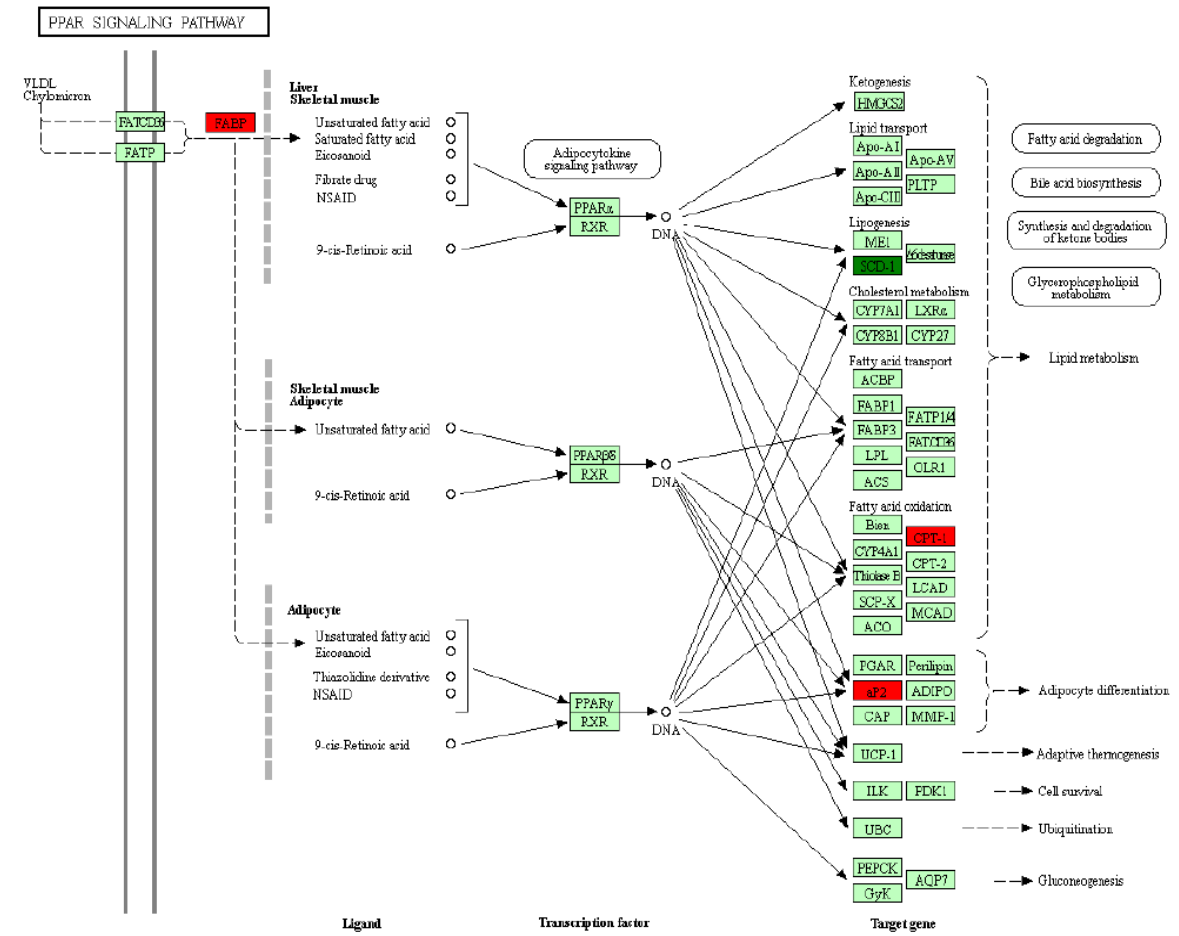 PPAR SIGNALING PATHWAY
VLDL
Chylomicron
FATCD36
FATP
FABP
Liver
Skeletal muscle
Unsaturated fatty acid
Saturated fatty acid
Eicosanoid
Fibrate drug
NSAID
9-cis-Retinoic acid
Adipocytokine
signaling pathway
PPARα
RXR
DNA
Skeletal muscle
Adipocyte
Unsaturated fatty acid
9-cis-Retinoic acid
PPARβ/δ
RXR
DNA
Adipocyte
Unsaturated fatty acid
Eicosanoid
Thiazolidine derivative
NSAID
9-cis-Retinoic acid
PPARγ
RXR
DNA
Ketogenesis
HMGCS2
Lipid transport
Apo-AI
Apo-AV
Apo-AII
PLTP
Apo-CIII
Lipogenesis
ME1
SCD-1
Cholesterol metabolism
CYP7A1 LXRα
CYP8B1 CYP27
Fatty acid transport
ACBP
FABP1
FATP1/4
FABP3
FATCD36
LPL
OLR1
ACS
Fatty acid oxidation
Bien
CPT-1
CYP4A1
CPT-2
Thiolase B
LCAD
SCP-X
MCAD
ACO
PGAR Perilipin
aP2 ADIPO
CAP MMP-1
UCP-1
ILK PDK1
UBC
PEPCK
AQP7
GyK
Fatty acid degradation
Bile acid biosynthesis
Synthesis and degradation
of ketone bodies
Glycerophospholipid
metabolism
Lipid metabolism
Adipocyte differentiation
Adaptive thermogenesis
Cell survival
Ubiquitination
Gluconeogenesis
Ligand
Transcription factor
Target gene